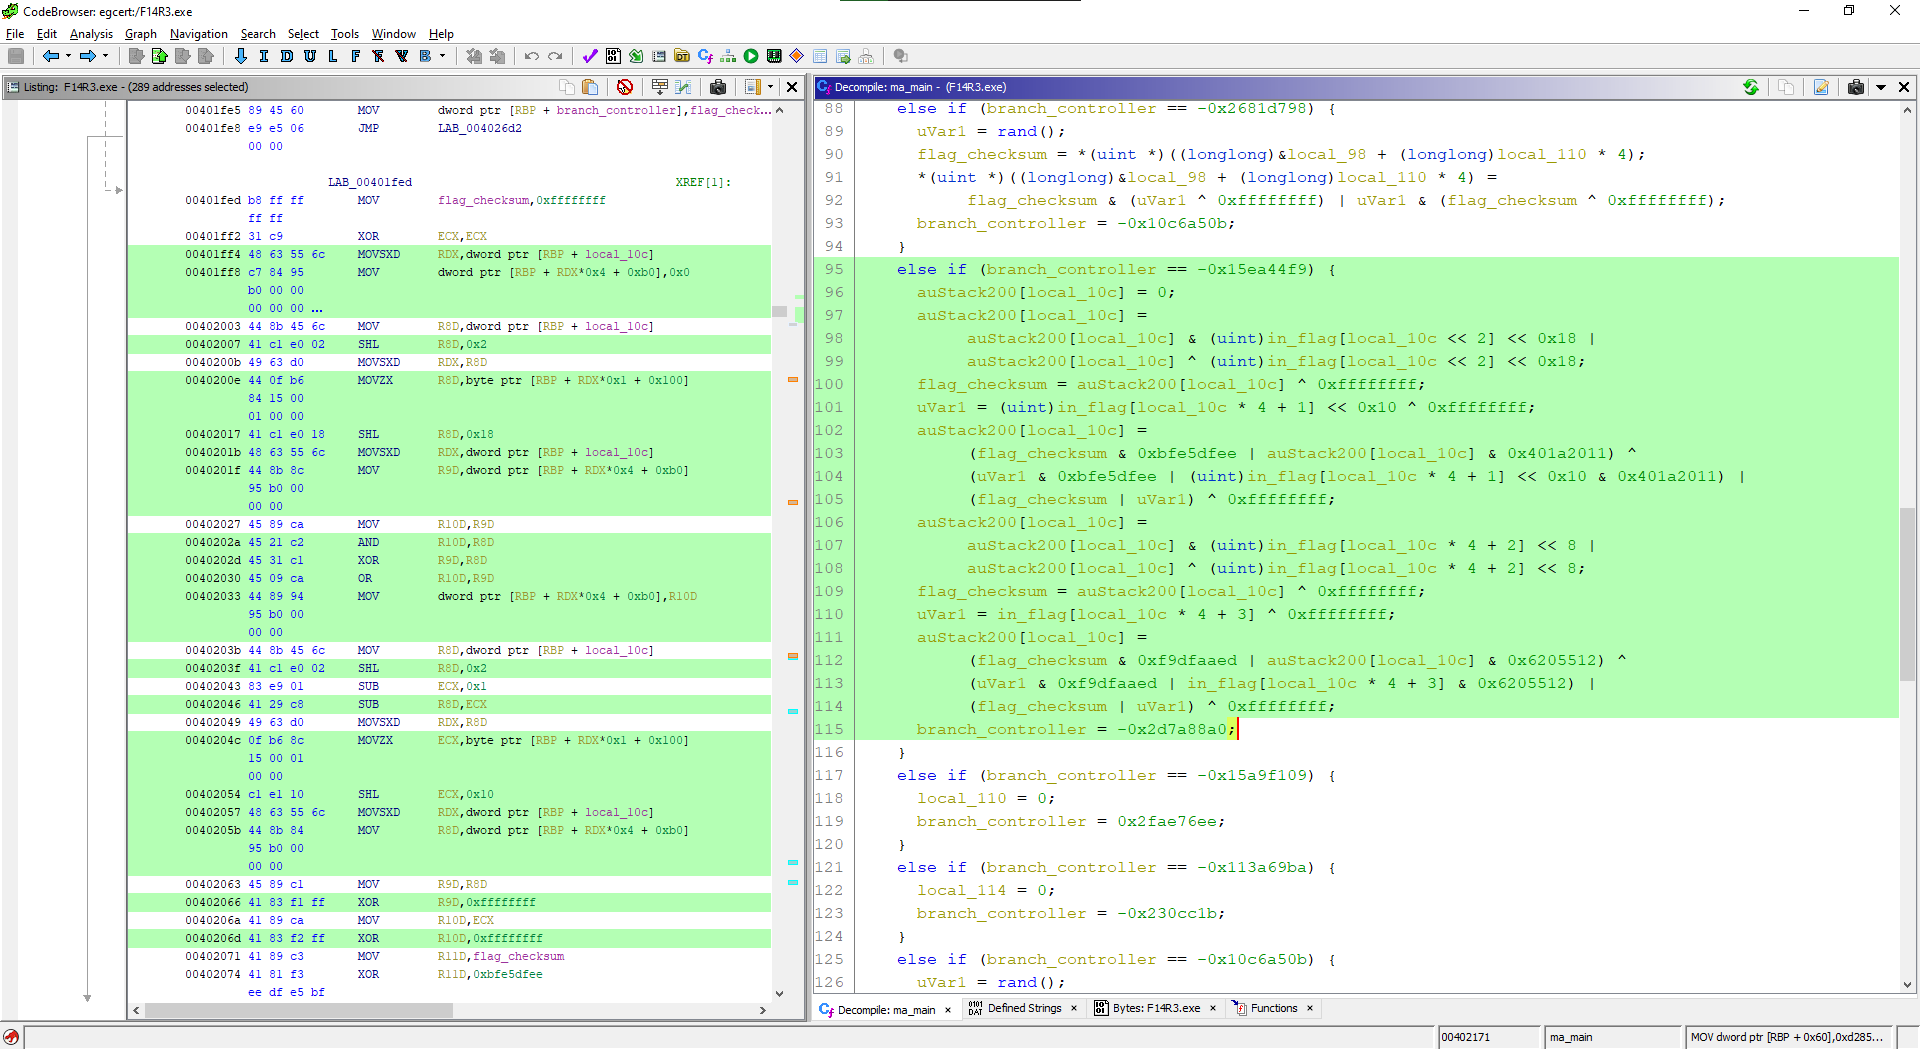 CodeBrowser: egcert:/F14R3.exe
File Edit Analysis Graph Navigation Search Select Tools Window Help
I D U L F B
Listing: F14R3.exe - (289 addresses selected)
00401fe5 89 45 60 MOV dword ptr [RBP + branch_controller],flag_check...
00401fe8 e9 e5 06 JMP LAB_004026d2
00 00
LAB_00401fed XREF[1]:
00401fed b8 ff ff MOV flag_checksum,0xffffffff
ff ff
00401ff2 31 c9 XOR ECX,ECX
00401ff4 48 63 55 6c MOVSXD RDX,dword ptr [RBP + local_10c]
00401ff8 c7 84 95 MOV dword ptr [RBP + RDX*0x4 + 0xb0],0x0
b0 00 00
00 00 00 ...
00402003 44 8b 45 6c MOV R8D,dword ptr [RBP + local_10c]
00402007 41 c1 e0 02 SHL R8D,0x2
0040200b 49 63 d0 MOVSXD RDX,R8D
0040200e 44 0f b6 MOVZX R8D,byte ptr [RBP + RDX*0x1 + 0x100]
84 15 00
01 00 00
00402017 41 c1 e0 18 SHL R8D,0x18
0040201b 48 63 55 6c MOVSXD RDX,dword ptr [RBP + local_10c]
0040201f 44 8b 8c MOV R9D,dword ptr [RBP + RDX*0x4 + 0xb0]
95 b0 00
00 00
00402027 45 89 ca MOV R10D,R9D
0040202a 45 21 c2 AND R10D,R8D
0040202d 45 31 c1 XOR R9D,R8D
00402030 45 09 ca OR R10D,R9D
00402033 44 89 94 MOV dword ptr [RBP + RDX*0x4 + 0xb0],R10D
95 b0 00
00 00
0040203b 44 8b 45 6c MOV R8D,dword ptr [RBP + local_10c]
0040203f 41 c1 e0 02 SHL R8D,0x2
00402043 83 e9 01 SUB ECX,0x1
00402046 41 29 c8 SUB R8D,ECX
00402049 49 63 d0 MOVSXD RDX,R8D
0040204c 0f b6 8c MOVZX ECX,byte ptr [RBP + RDX*0x1 + 0x100]
15 00 01
00 00
00402054 c1 e1 10 SHL ECX,0x10
00402057 48 63 55 6c MOVSXD RDX,dword ptr [RBP + local_10c]
0040205b 44 8b 84 MOV R8D,dword ptr [RBP + RDX*0x4 + 0xb0]
95 b0 00
00 00
00402063 45 89 c1 MOV R9D,R8D
00402066 41 83 f1 ff XOR R9D,0xffffffff
0040206a 41 89 ca MOV R10D,ECX
0040206d 41 83 f2 ff XOR R10D,0xffffffff
00402071 41 89 c3 MOV R11D,flag_checksum
00402074 41 81 f3 XOR R11D,0xbfe5dfee
ee df e5 bf
Decompile: ma_main - (F14R3.exe)
88 else if (branch_controller == -0x2681d798) {
89 uVar1 = rand();
90 flag_checksum = *(uint *)((longlong)&local_98 + (longlong)local_110 * 4);
91 *(uint *)((longlong)&local_98 + (longlong)local_110 * 4) =
92 flag_checksum & (uVar1 ^ 0xffffffff) | uVar1 & (flag_checksum ^ 0xffffffff);
93 branch_controller = -0x10c6a50b;
94 }
95 else if (branch_controller == -0x15ea44f9) {
96 auStack200[local_10c] = 0;
97 auStack200[local_10c] =
98 auStack200[local_10c] & (uint)in_flag[local_10c << 2] << 0x18 |
99 auStack200[local_10c] ^ (uint)in_flag[local_10c << 2] << 0x18;
100 flag_checksum = auStack200[local_10c] ^ 0xffffffff;
101 uVar1 = (uint)in_flag[local_10c * 4 + 1] << 0x10 ^ 0xffffffff;
102 auStack200[local_10c] =
103 (flag_checksum & 0xbfe5dfee | auStack200[local_10c] & 0x401a2011) ^
104 (uVar1 & 0xbfe5dfee | (uint)in_flag[local_10c * 4 + 1] << 0x10 & 0x401a2011) |
105 (flag_checksum | uVar1) ^ 0xffffffff;
106 auStack200[local_10c] =
107 auStack200[local_10c] & (uint)in_flag[local_10c * 4 + 2] << 8 |
108 auStack200[local_10c] ^ (uint)in_flag[local_10c * 4 + 2] << 8;
109 flag_checksum = auStack200[local_10c] ^ 0xffffffff;
110 uVar1 = in_flag[local_10c * 4 + 3] ^ 0xffffffff;
111 auStack200[local_10c] =
112 (flag_checksum & 0xf9dfaaed | auStack200[local_10c] & 0x6205512) ^
113 (uVar1 & 0xf9dfaaed | in_flag[local_10c * 4 + 3] & 0x6205512) |
114 (flag_checksum | uVar1) ^ 0xffffffff;
115 branch_controller = -0x2d7a88a0;
116 }
117 else if (branch_controller == -0x15a9f109) {
118 local_110 = 0;
119 branch_controller = 0x2fae76ee;
120 }
121 else if (branch_controller == -0x113a69ba) {
122 local_114 = 0;
123 branch_controller = -0x230cc1b;
124 }
125 else if (branch_controller == -0x10c6a50b) {
126 uVar1 = rand();
Decompile: ma_main × Defined Strings × Bytes: F14R3.exe × Functions ×
00402171 ma_main MOV dword ptr [RBP + 0x60],0xd285...